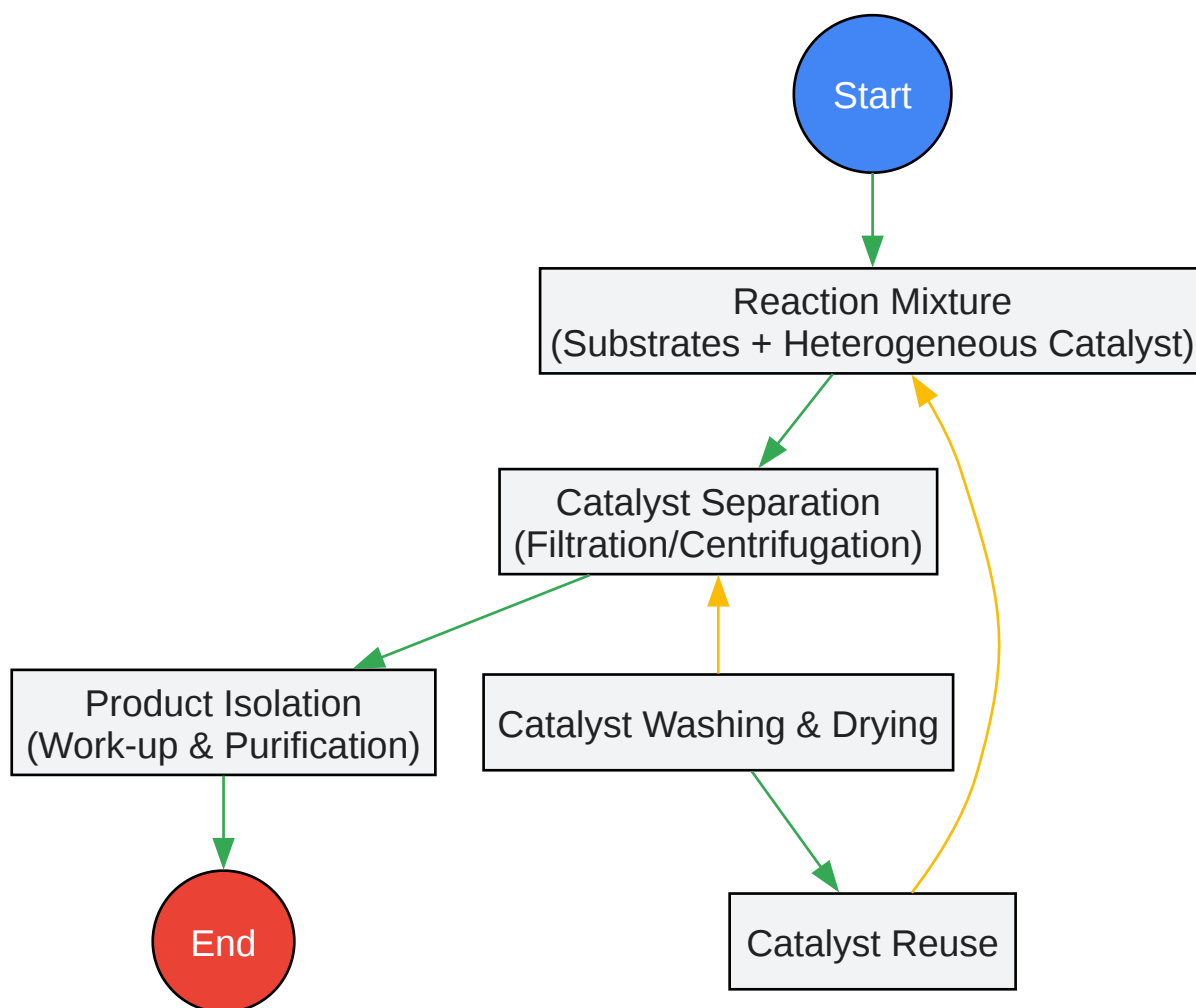 Start
Reaction Mixture
(Substrates + Heterogeneous Catalyst)
Catalyst Separation
(Filtration/Centrifugation)
Product Isolation
(Work-up & Purification)
Catalyst Washing & Drying
End
Catalyst Reuse